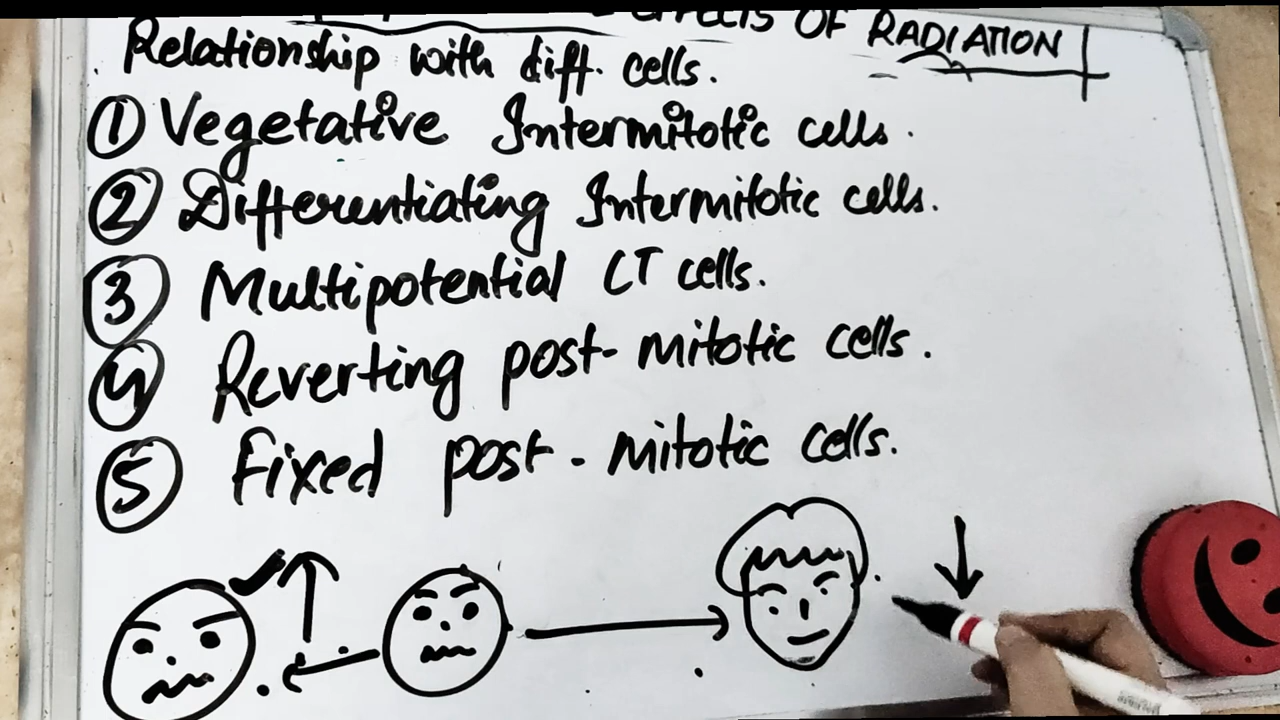 EFFECTS OF RADIATION
Relationship with diff. cells.
① Vegetative Intermitotic cells.
② Differentiating Intermitotic cells.
③ Multipotential CT cells.
④ Reverting post-mitotic cells.
⑤ Fixed post-mitotic cells.